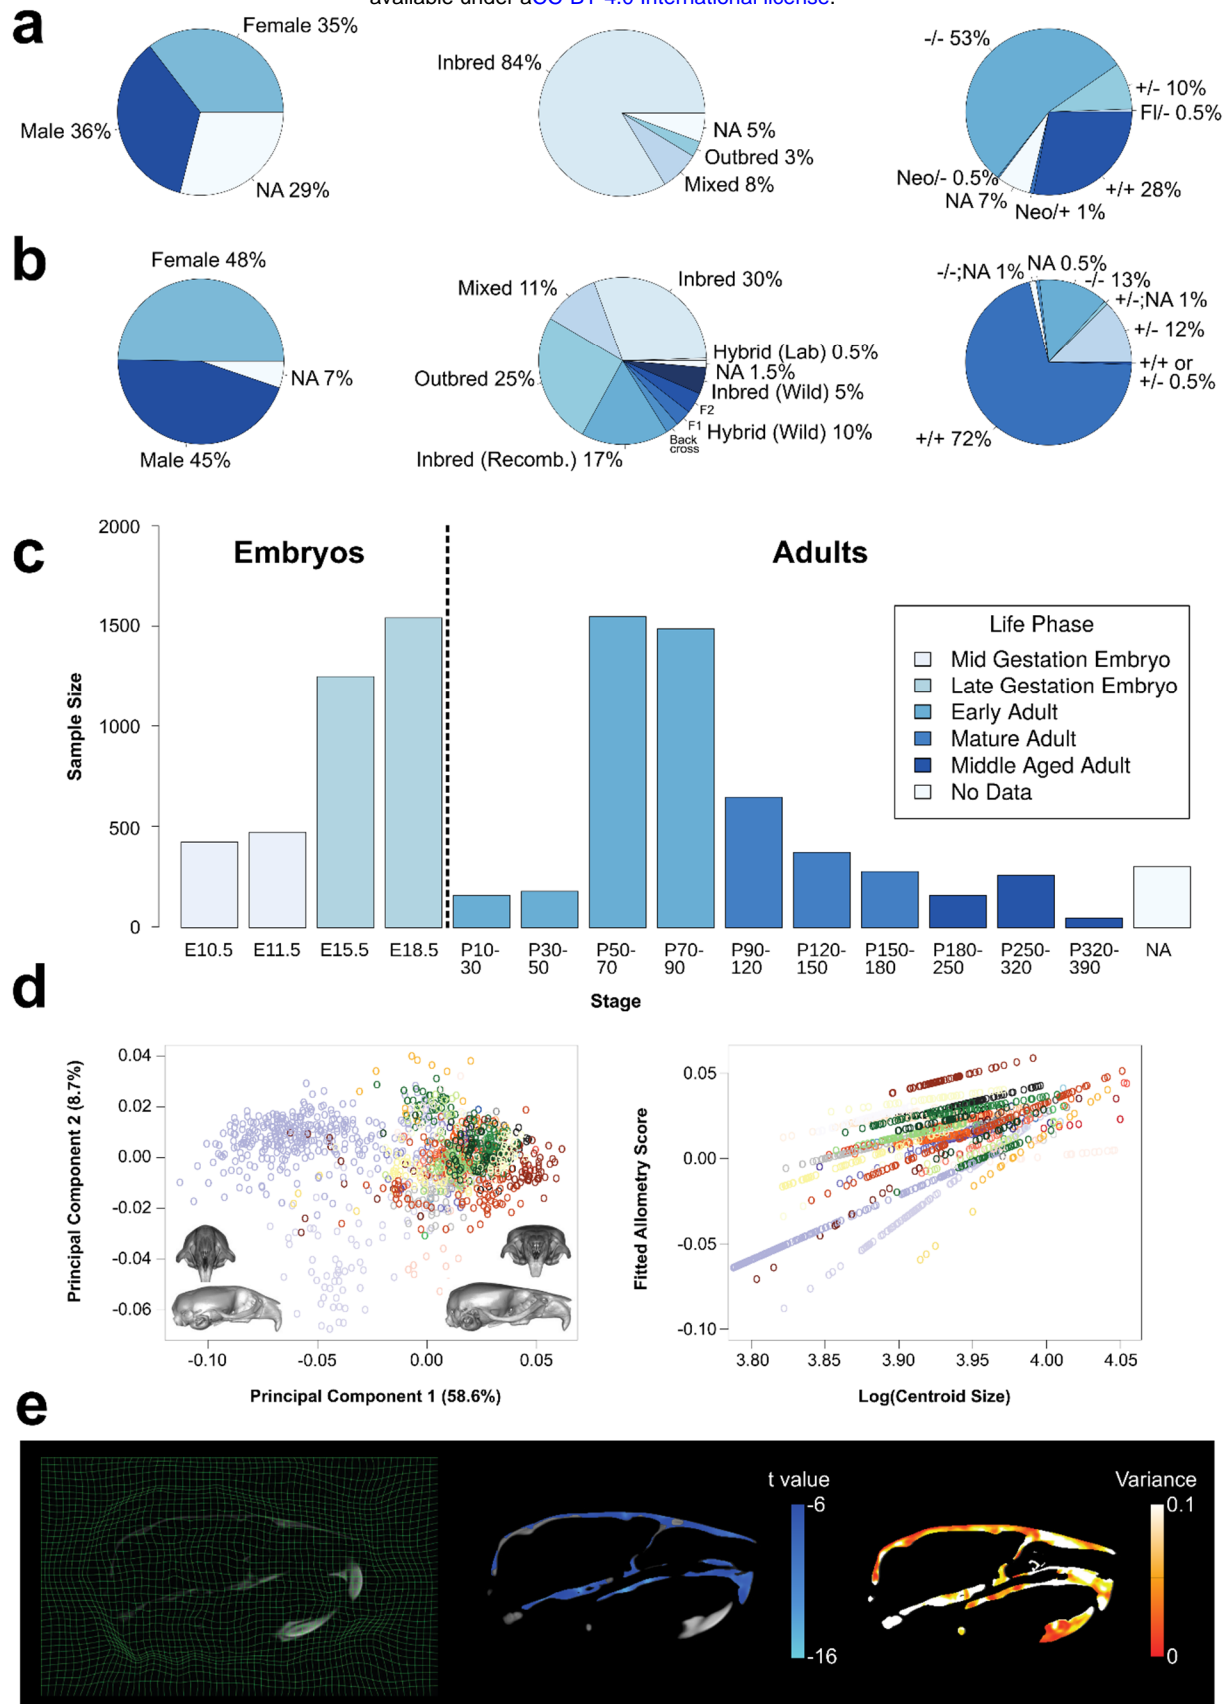 available under aCC-BY 4.0 International license.
a
Female 35%
Male 36%
NA 29%
Inbred 84%
NA 5%
Outbred 3%
Mixed 8%
-/- 53%
+/- 10%
Fl/- 0.5%
+/+ 28%
Neo/+ 1%
NA 7%
Neo/- 0.5%
b
Female 48%
NA 7%
Male 45%
Mixed 11%
Inbred 30%
Hybrid (Lab) 0.5%
NA 1.5%
Inbred (Wild) 5%
F2
F1
Hybrid (Wild) 10%
Back
cross
Outbred 25%
Inbred (Recomb.) 17%
-/-;NA 1%
NA 0.5%
-/- 13%
+/-;NA 1%
+/- 12%
+/+ or
+/- 0.5%
+/+ 72%
c
Embryos
Adults
Sample Size
2000
1500
1000
500
0
Life Phase
Mid Gestation Embryo
Late Gestation Embryo
Early Adult
Mature Adult
Middle Aged Adult
No Data
E10.5
E11.5
E15.5
E18.5
P10-
30
P30-
50
P50-
70
P70-
90
P90-
120
P120-
150
P150-
180
P180-
250
P250-
320
P320-
390
NA
Stage
d
Principal Component 2 (8.7%)
0.04
0.02
0.00
-0.02
-0.04
-0.06
-0.10
-0.05
0.00
0.05
Principal Component 1 (58.6%)
Fitted Allometry Score
0.05
0.00
-0.05
-0.10
3.80
3.85
3.90
3.95
4.00
4.05
Log(Centroid Size)
e
t value
-6
-16
Variance
0.1
0